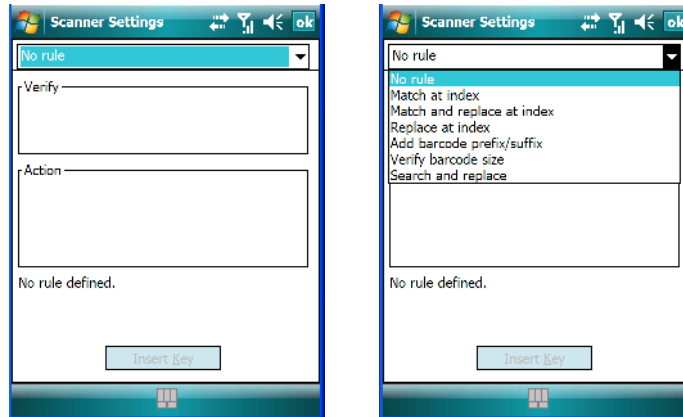 Scanner Settings ok
No rule
Verify
Action
No rule defined.
Insert Key
Scanner Settings ok
No rule
No rule
Match at index
Match and replace at index
Replace at index
Add barcode prefix/suffix
Verify barcode size
Search and replace
No rule defined.
Insert Key